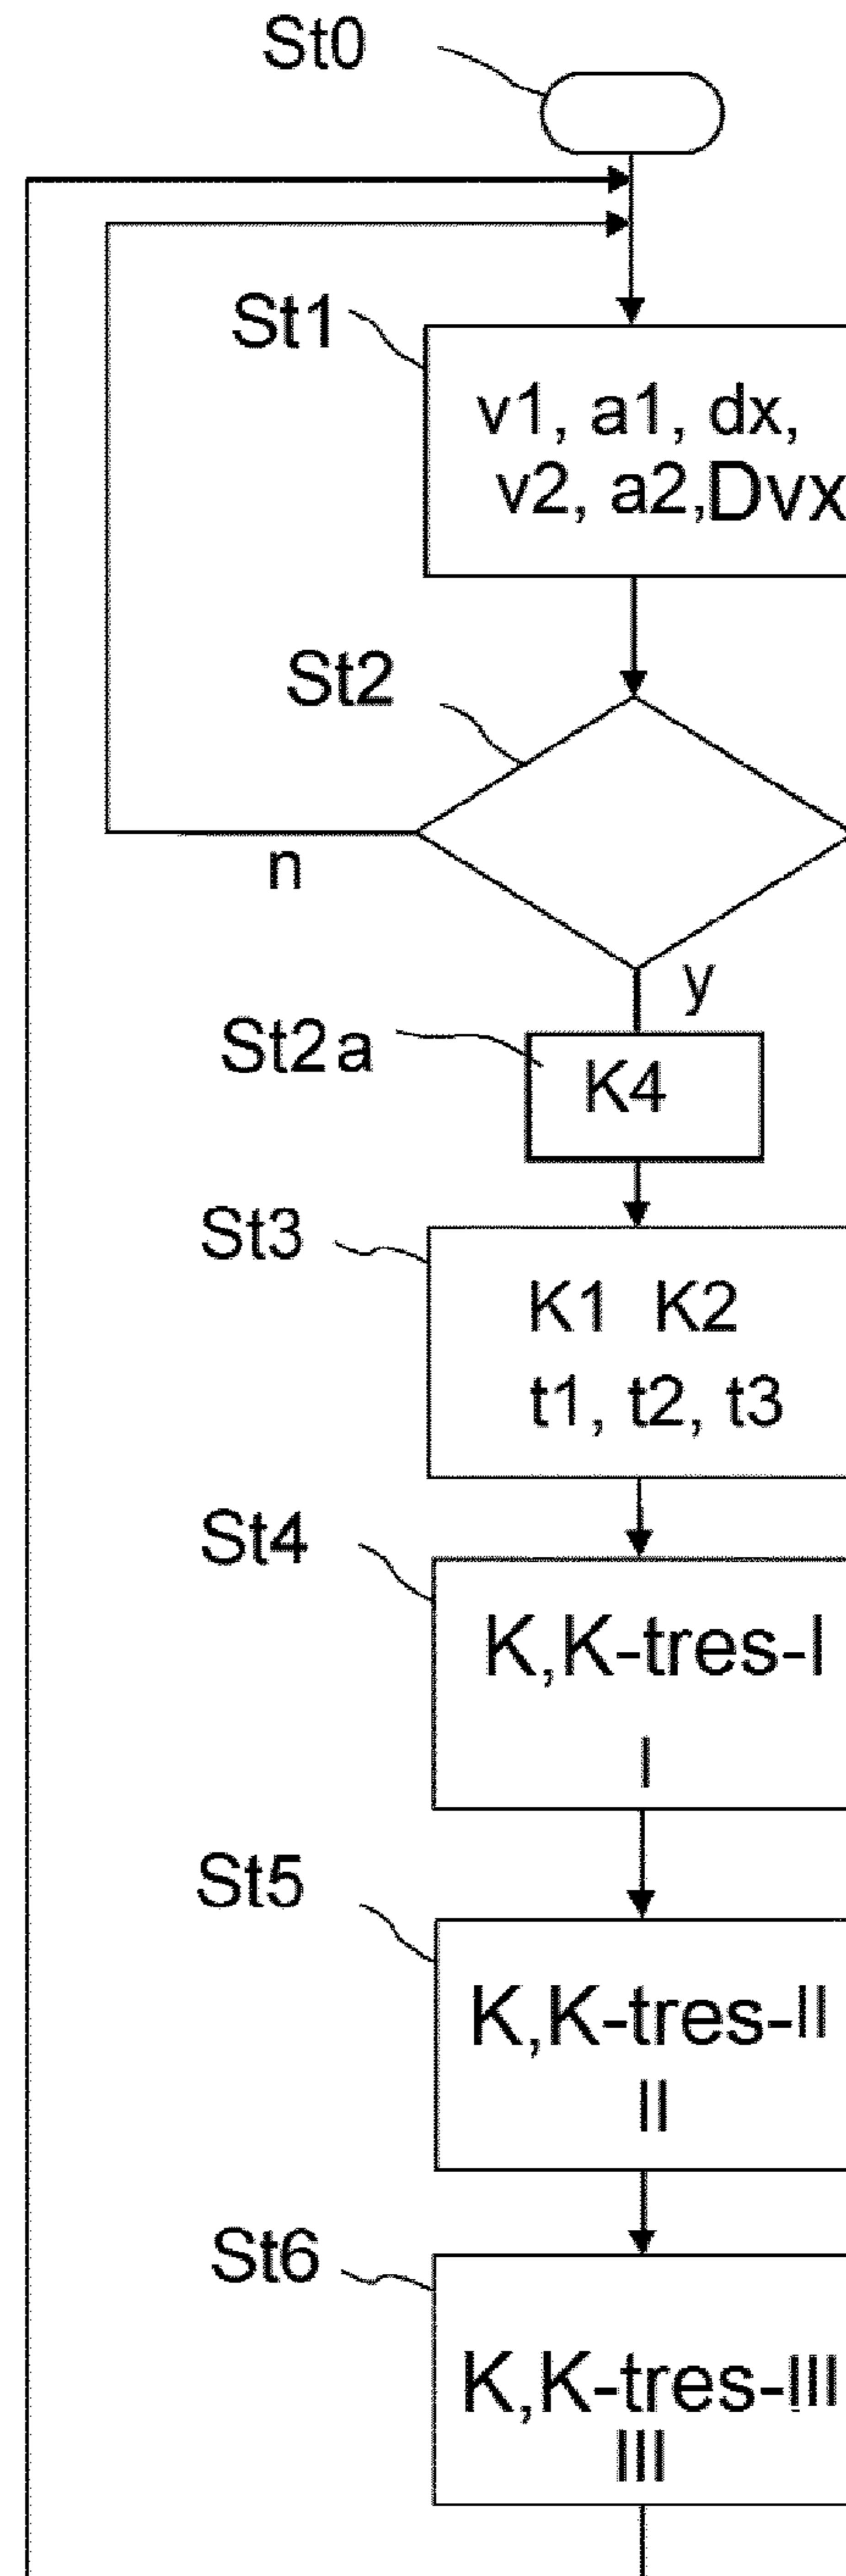 St0
St1
v1, a1, dx,
v2, a2,Dvx
St2
n
y
St2a
K4
St3
K1 K2
t1, t2, t3
St4
K,K-tres-I
I
St5
K,K-tres-II
II
St6
K,K-tres-III
III